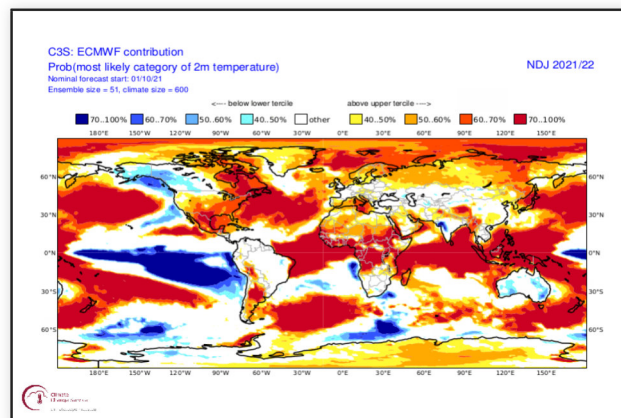 C3S: ECMWF contribution
Prob(most likely category of 2m temperature)
Nominal forecast start: 01/10/21
Ensemble size = 51, climate size = 600
NDJ 2021/22
<---- below lower tercile above upper tercile ---->
70..100% 60..70% 50..60% 40..50% other 40..50% 50..60% 60..70% 70..100%
180°E 150°W 120°W 90°W 60°W 30°W 0°E 30°E 60°E 90°E 120°E 150°E
60°N 60°N
30°N 30°N
0°N 0°N
30°S 30°S
60°S 60°S
180°E 150°W 120°W 90°W 60°W 30°W 0°E 30°E 60°E 90°E 120°E 150°E
Climate
Change Service